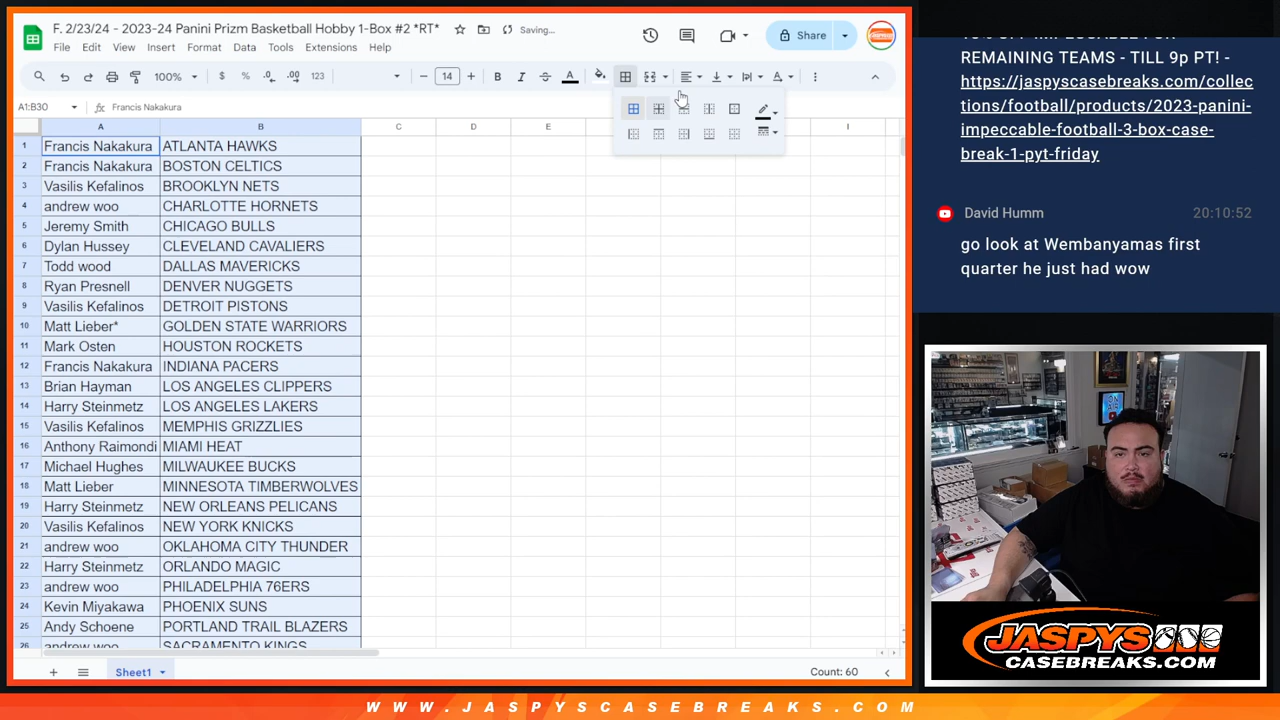 F. 2/23/24 - 2023-24 Panini Prizm Basketball Hobby 1-Box #2 *RT*
Saving...
File Edit View Insert Format Data Tools Extensions Help
Share
100% $ % .0 .00 123 14 B I A
A1:B30 fx Francis Nakakura
A B C D E I
1 Francis Nakakura ATLANTA HAWKS
2 Francis Nakakura BOSTON CELTICS
3 Vasilis Kefalinos BROOKLYN NETS
4 andrew woo CHARLOTTE HORNETS
5 Jeremy Smith CHICAGO BULLS
6 Dylan Hussey CLEVELAND CAVALIERS
7 Todd wood DALLAS MAVERICKS
8 Ryan Presnell DENVER NUGGETS
9 Vasilis Kefalinos DETROIT PISTONS
10 Matt Lieber* GOLDEN STATE WARRIORS
11 Mark Osten HOUSTON ROCKETS
12 Francis Nakakura INDIANA PACERS
13 Brian Hayman LOS ANGELES CLIPPERS
14 Harry Steinmetz LOS ANGELES LAKERS
15 Vasilis Kefalinos MEMPHIS GRIZZLIES
16 Anthony Raimondi MIAMI HEAT
17 Michael Hughes MILWAUKEE BUCKS
18 Matt Lieber MINNESOTA TIMBERWOLVES
19 Harry Steinmetz NEW ORLEANS PELICANS
20 Vasilis Kefalinos NEW YORK KNICKS
21 andrew woo OKLAHOMA CITY THUNDER
22 Harry Steinmetz ORLANDO MAGIC
23 andrew woo PHILADELPHIA 76ERS
24 Kevin Miyakawa PHOENIX SUNS
25 Andy Schoene PORTLAND TRAIL BLAZERS
26 andrew woo SACRAMENTO KINGS
Sheet1 Count: 60
REMAINING TEAMS - TILL 9p PT! -
https://jaspyscasebreaks.com/collec
tions/football/products/2023-panini-
impeccable-football-3-box-case-
break-1-pyt-friday
David Humm 20:10:52
go look at Wembanyamas first
quarter he just had wow
JASPYS
CASEBREAKS.COM
WWW.JASPYSCASEBREAKS.COM